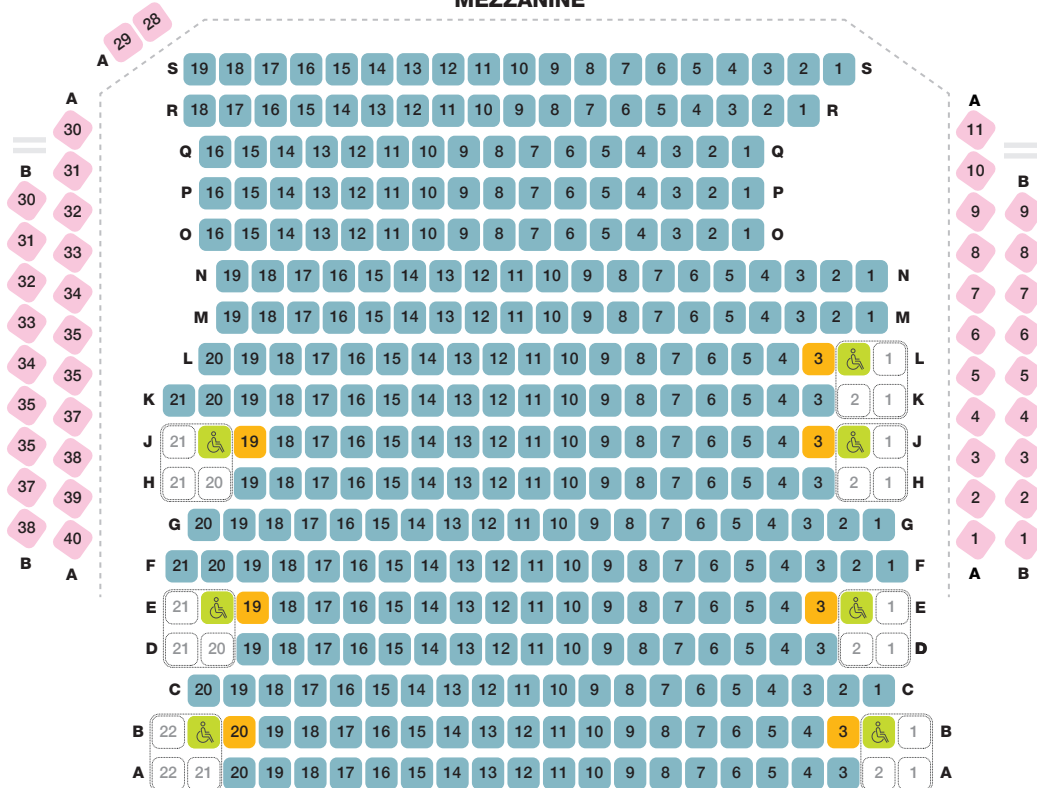 MEZZANINE
A 29 28
S 19 18 17 16 15 14 13 12 11 10 9 8 7 6 5 4 3 2 1 S
R 18 17 16 15 14 13 12 11 10 9 8 7 6 5 4 3 2 1 R
Q 16 15 14 13 12 11 10 9 8 7 6 5 4 3 2 1 Q
P 16 15 14 13 12 11 10 9 8 7 6 5 4 3 2 1 P
O 16 15 14 13 12 11 10 9 8 7 6 5 4 3 2 1 O
N 19 18 17 16 15 14 13 12 11 10 9 8 7 6 5 4 3 2 1 N
M 19 18 17 16 15 14 13 12 11 10 9 8 7 6 5 4 3 2 1 M
L 20 19 18 17 16 15 14 13 12 11 10 9 8 7 6 5 4 3 1 L
K 21 20 19 18 17 16 15 14 13 12 11 10 9 8 7 6 5 4 3 2 1 K
J 21 19 18 17 16 15 14 13 12 11 10 9 8 7 6 5 4 3 1 J
H 21 20 19 18 17 16 15 14 13 12 11 10 9 8 7 6 5 4 3 2 1 H
G 20 19 18 17 16 15 14 13 12 11 10 9 8 7 6 5 4 3 2 1 G
F 21 20 19 18 17 16 15 14 13 12 11 10 9 8 7 6 5 4 3 2 1 F
E 21 19 18 17 16 15 14 13 12 11 10 9 8 7 6 5 4 3 1 E
D 21 20 19 18 17 16 15 14 13 12 11 10 9 8 7 6 5 4 3 2 1 D
C 20 19 18 17 16 15 14 13 12 11 10 9 8 7 6 5 4 3 2 1 C
B 22 20 19 18 17 16 15 14 13 12 11 10 9 8 7 6 5 4 3 1 B
A 22 21 20 19 18 17 16 15 14 13 12 11 10 9 8 7 6 5 4 3 2 1 A
B 30 31 32 33 34 35 35 37 38 B
A 30 31 32 33 34 35 35 37 38 39 40 A
A 11 10 9 8 7 6 5 4 3 2 1 A
B 9 8 7 6 5 4 3 2 1 B